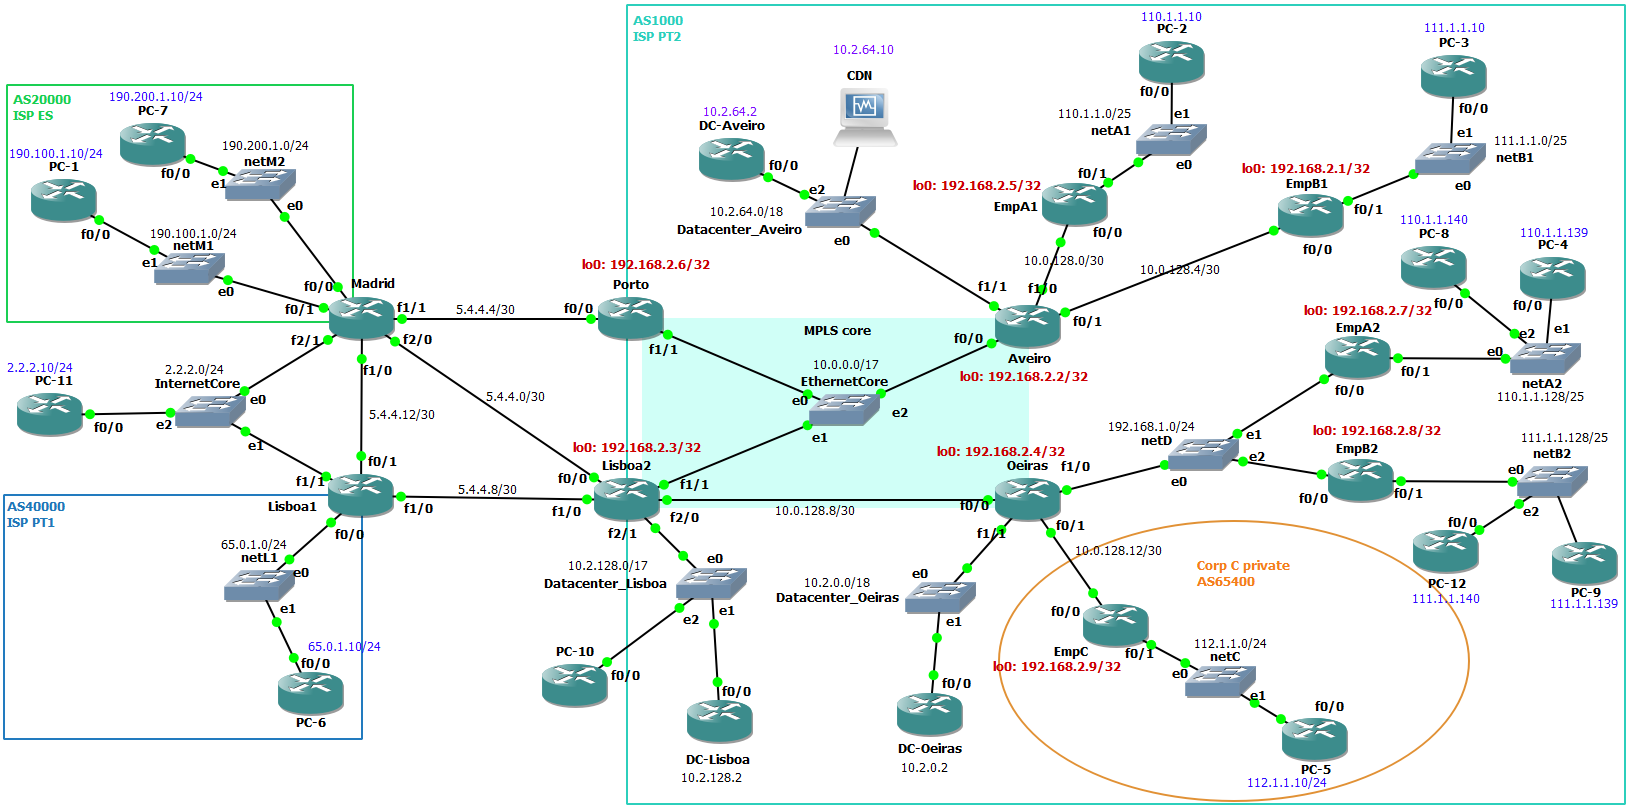 AS1000
ISP PT2
AS20000
ISP ES
190.200.1.10/24
PC-7
f0/0
e1
190.200.1.0/24
netM2
e0
190.100.1.10/24
PC-1
f0/0
190.100.1.0/24
netM1
e1
e0
f0/0
f0/1
Madrid
f1/1
f2/1
f2/0
f1/0
2.2.2.10/24
PC-11
f0/0
2.2.2.0/24
InternetCore
e0
e2
e1
5.4.4.12/30
5.4.4.4/30
5.4.4.0/30
5.4.4.8/30
f0/1
f1/1
Lisboa1
f1/0
f0/0
AS40000
ISP PT1
65.0.1.0/24
netL1
e0
e1
65.0.1.10/24
f0/0
PC-6
lo0: 192.168.2.6/32
Porto
f0/0
f1/1
MPLS core
10.0.0.0/17
EthernetCore
e0
e2
e1
lo0: 192.168.2.3/32
Lisboa2
f0/0
f1/1
f1/0
f2/0
f2/1
10.0.128.8/30
10.2.128.0/17
Datacenter_Lisboa
e0
e1
e2
PC-10
f0/0
f0/0
DC-Lisboa
10.2.128.2
10.2.64.10
CDN
10.2.64.2
DC-Aveiro
f0/0
e2
10.2.64.0/18
Datacenter_Aveiro
e0
f1/1
f1/0
f0/1
f0/0
Aveiro
lo0: 192.168.2.2/32
110.1.1.10
PC-2
f0/0
e1
110.1.1.0/25
netA1
e0
lo0: 192.168.2.5/32
EmpA1
f0/1
f0/0
10.0.128.0/30
10.0.128.4/30
111.1.1.10
PC-3
f0/0
e1
111.1.1.0/25
netB1
e0
lo0: 192.168.2.1/32
EmpB1
f0/1
f0/0
110.1.1.140
PC-8
f0/0
110.1.1.139
PC-4
f0/0
e1
e2
e0
netA2
110.1.1.128/25
lo0: 192.168.2.7/32
EmpA2
f0/0
f0/1
192.168.1.0/24
netD
e1
e2
e0
lo0: 192.168.2.8/32
EmpB2
f0/0
f0/1
111.1.1.128/25
netB2
e0
e2
f0/0
PC-12
111.1.1.140
PC-9
111.1.1.139
lo0: 192.168.2.4/32
Oeiras
f1/0
f0/0
f1/1
f0/1
10.0.128.12/30
10.2.0.0/18
Datacenter_Oeiras
e0
e1
f0/0
DC-Oeiras
10.2.0.2
Corp C private
AS65400
f0/0
EmpC
f0/1
lo0: 192.168.2.9/32
112.1.1.0/24
netC
e0
e1
f0/0
PC-5
112.1.1.10/24